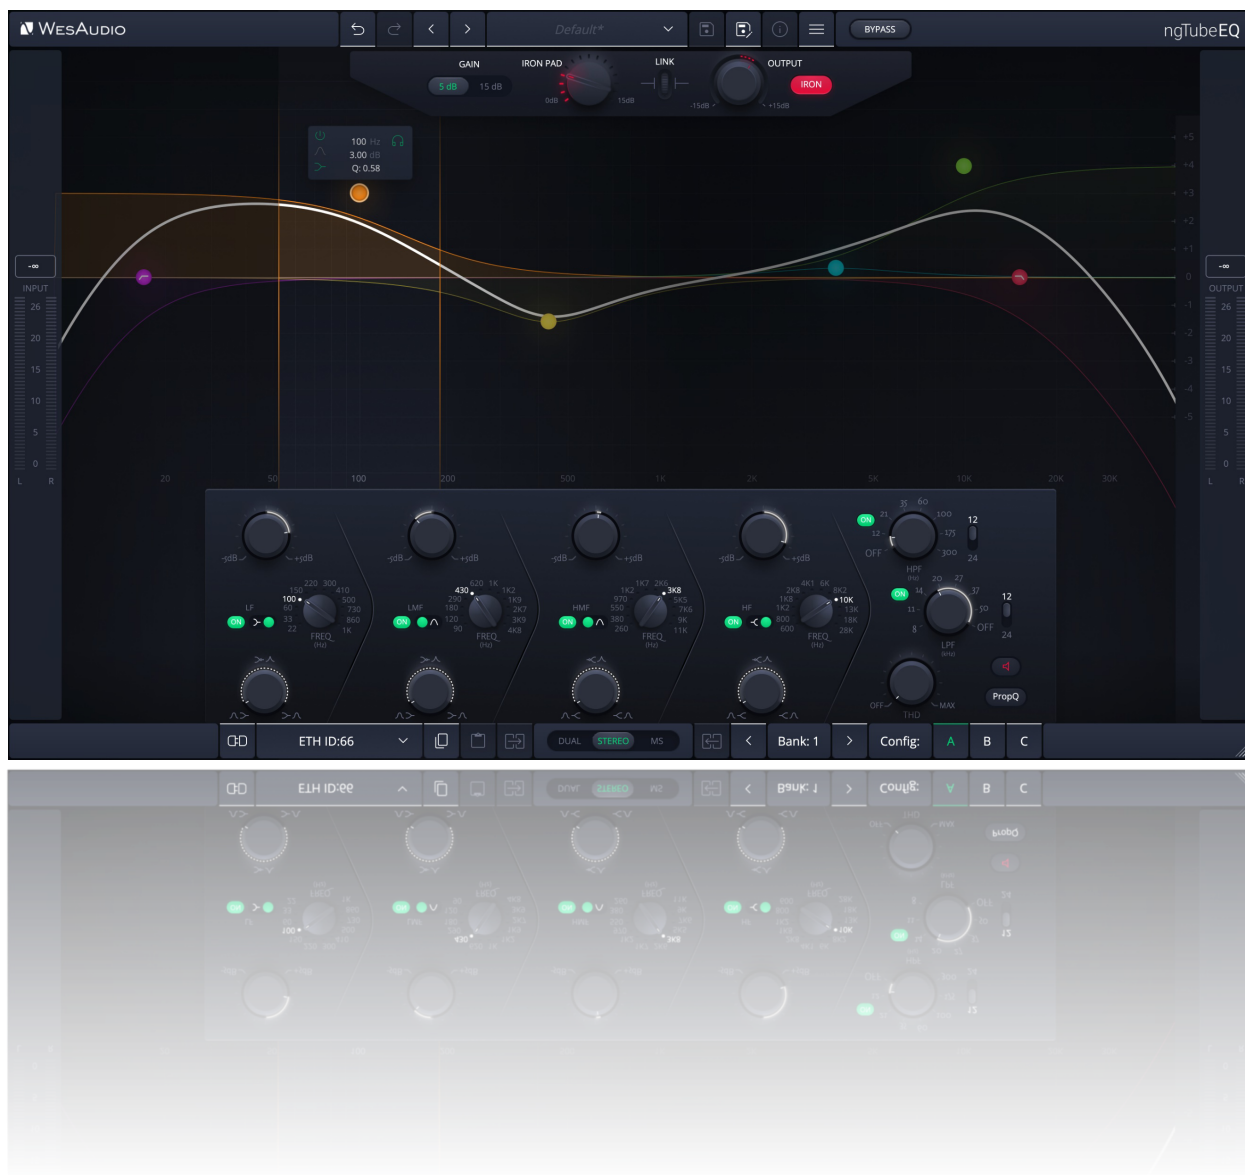 WESAUDIO
Default*
BYPASS
ngTubeEQ
GAIN
5 dB 15 dB
IRON PAD
0dB 15dB
LINK
OUTPUT
IRON
-15dB +15dB
100 Hz
3.00 dB
Q: 0.58
+5
+4
+3
+2
+1
0
-1
-2
-3
-4
-5
-∞
INPUT
26
20
15
10
5
0
L R
-∞
OUTPUT
26
20
15
10
5
0
L R
20 50 100 200 500 1K 2K 5K 10K 20K 30K
-5dB +5dB
LF
ON
22 33 60 100 150 220 300 410 500 730 860 1K
FREQ
(Hz)
-5dB +5dB
LMF
ON
90 120 180 290 430 620 1K 1K2 1K9 2K7 3K9 4K8
FREQ
(Hz)
-5dB +5dB
HMF
ON
260 380 550 970 1K2 1K7 2K6 3K8 5K5 7K6 9K 11K
FREQ
(Hz)
-5dB +5dB
HF
ON
600 800 1K2 1K8 2K8 4K1 6K 8K2 10K 13K 18K 28K
FREQ
(Hz)
ON
OFF 12 21 35 60 100 175 300
HPF
(Hz)
12
24
ON
8 11 14 20 27 37 50 OFF
LPF
(kHz)
12
24
OFF MAX
THD
PropQ
ETH ID:66
DUAL STEREO MS
Bank: 1
Config: A B C